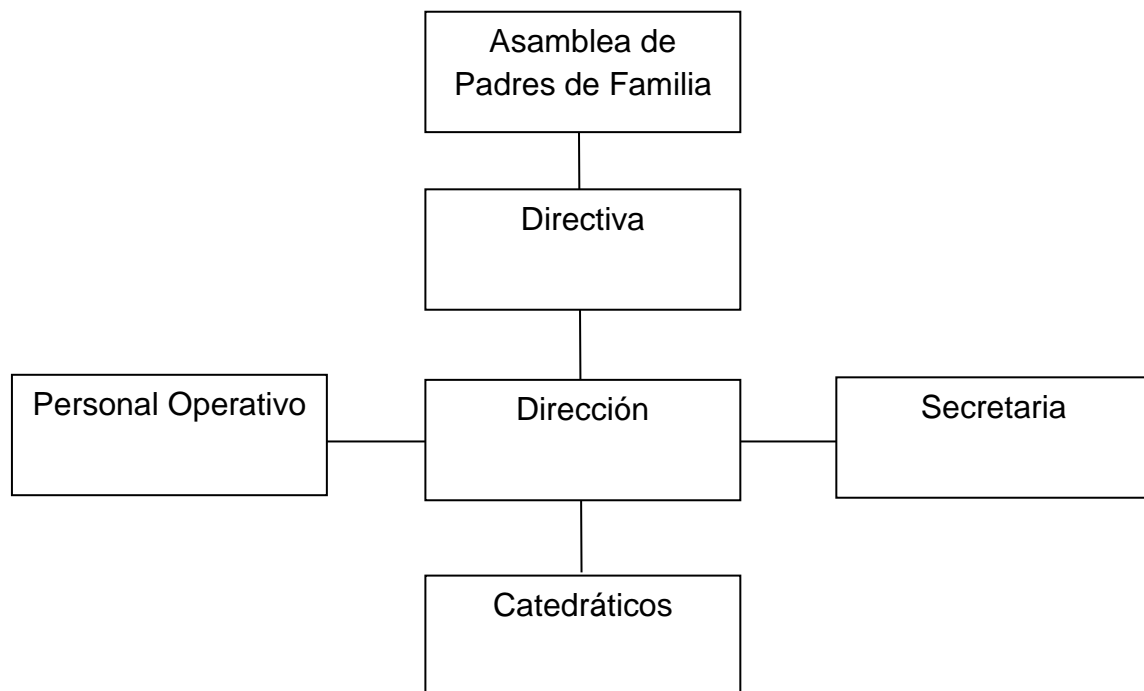 Asamblea de
Padres de Familia
Directiva
Personal Operativo
Dirección
Secretaria
Catedráticos